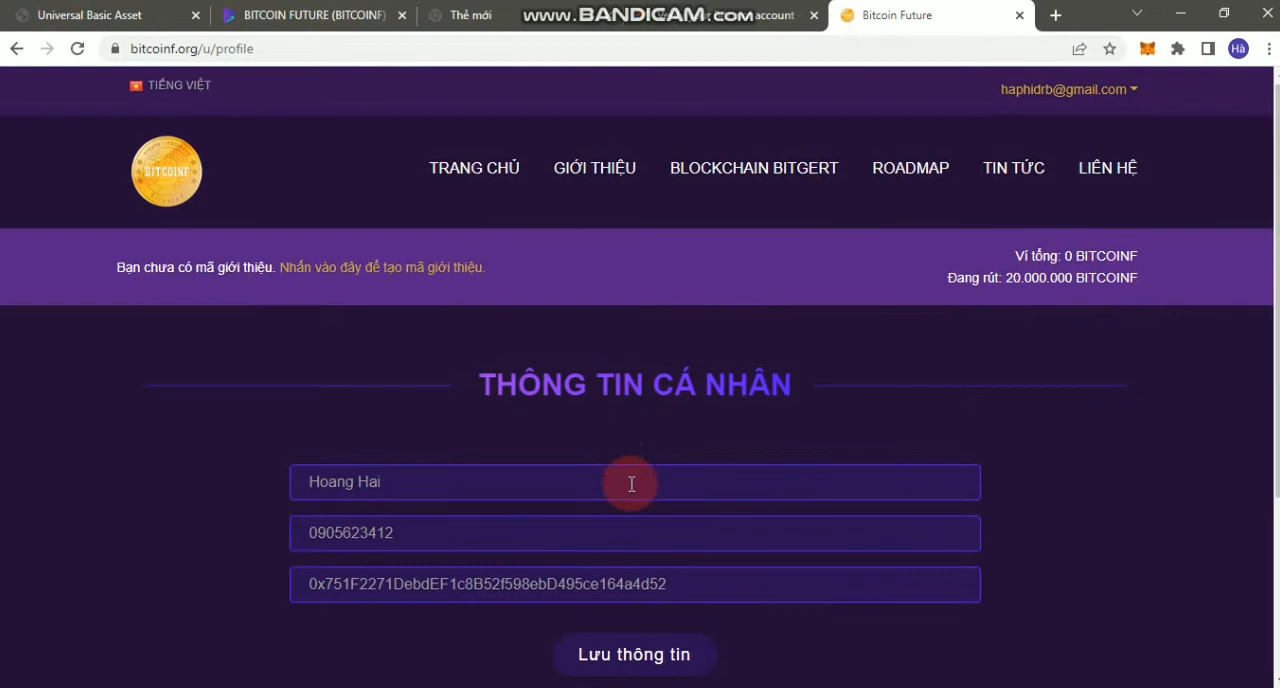 Universal Basic Asset
BITCOIN FUTURE (BITCOINF)
Thẻ mới
www.BANDICAM.com
account
Bitcoin Future
bitcoinf.org/u/profile
Hà
TIẾNG VIỆT
haphidrb@gmail.com
BITCOINF
TRANG CHỦ
GIỚI THIỆU
BLOCKCHAIN BITGERT
ROADMAP
TIN TỨC
LIÊN HỆ
Bạn chưa có mã giới thiệu. Nhấn vào đây để tạo mã giới thiệu.
Ví tổng: 0 BITCOINF
Đang rút: 20.000.000 BITCOINF
THÔNG TIN CÁ NHÂN
Hoang Hai
0905623412
0x751F2271DebdEF1c8B52f598ebD495ce164a4d52
Lưu thông tin